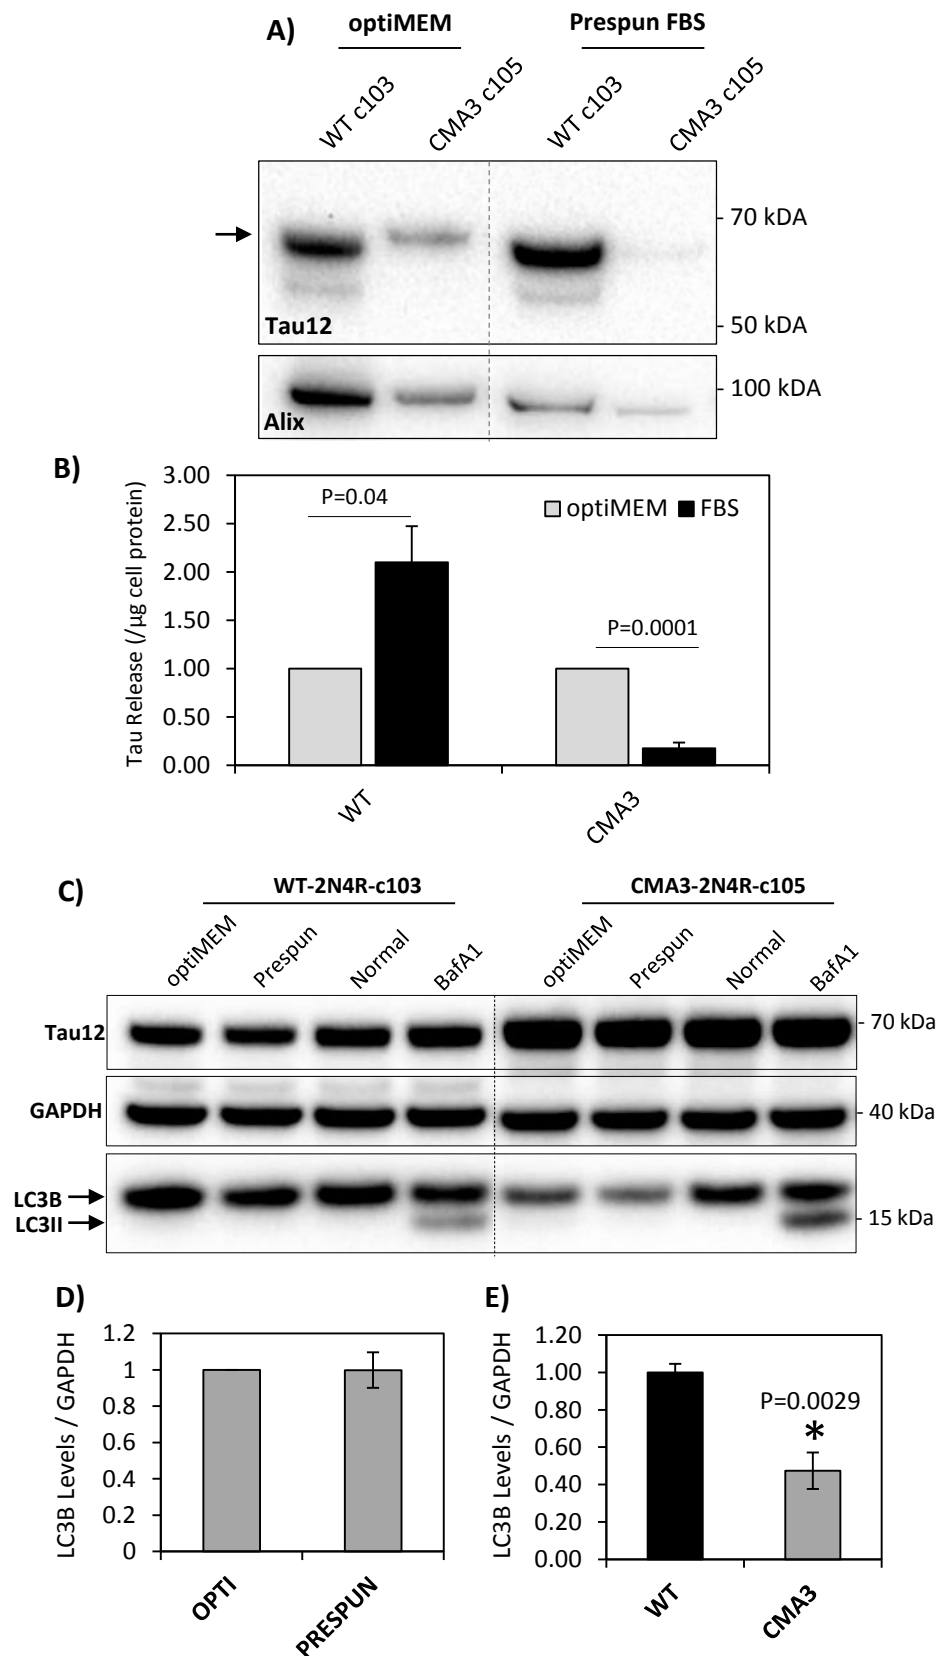 A)
optiMEM
Prespun FBS
WT c103
CMA3 c105
WT c103
CMA3 c105
70 kDA
Tau12
50 kDA
100 kDA
Alix
B)
3.00
2.50
2.00
1.50
1.00
0.50
0.00
Tau Release (/µg cell protein)
P=0.04
optiMEM
FBS
P=0.0001
WT
CMA3
C)
WT-2N4R-c103
CMA3-2N4R-c105
optiMEM
Prespun
Normal
BafA1
optiMEM
Prespun
Normal
BafA1
Tau12
70 kDa
GAPDH
40 kDa
LC3B
LC3II
15 kDa
D)
LC3B Levels / GAPDH
1.2
1
0.8
0.6
0.4
0.2
0
OPTI
PRESPUN
E)
LC3B Levels / GAPDH
1.20
1.00
0.80
0.60
0.40
0.20
0.00
P=0.0029
*
WT
CMA3